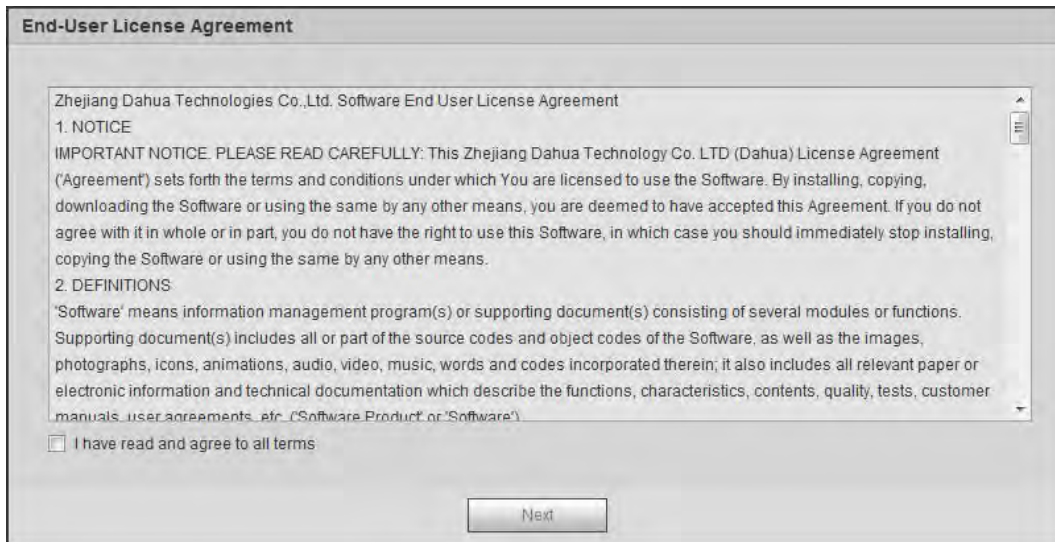 End-User License Agreement
Zhejiang Dahua Technologies Co.,Ltd. Software End User License Agreement
1. NOTICE
IMPORTANT NOTICE. PLEASE READ CAREFULLY: This Zhejiang Dahua Technology Co. LTD (Dahua) License Agreement
('Agreement') sets forth the terms and conditions under which You are licensed to use the Software. By installing, copying,
downloading the Software or using the same by any other means, you are deemed to have accepted this Agreement. If you do not
agree with it in whole or in part, you do not have the right to use this Software, in which case you should immediately stop installing,
copying the Software or using the same by any other means.
2. DEFINITIONS
'Software' means information management program(s) or supporting document(s) consisting of several modules or functions.
Supporting document(s) includes all or part of the source codes and object codes of the Software, as well as the images,
photographs, icons, animations, audio, video, music, words and codes incorporated therein; it also includes all relevant paper or
electronic information and technical documentation which describe the functions, characteristics, contents, quality, tests, customer
manuals, user agreements, etc. ('Software Product' or 'Software')
I have read and agree to all terms
Next